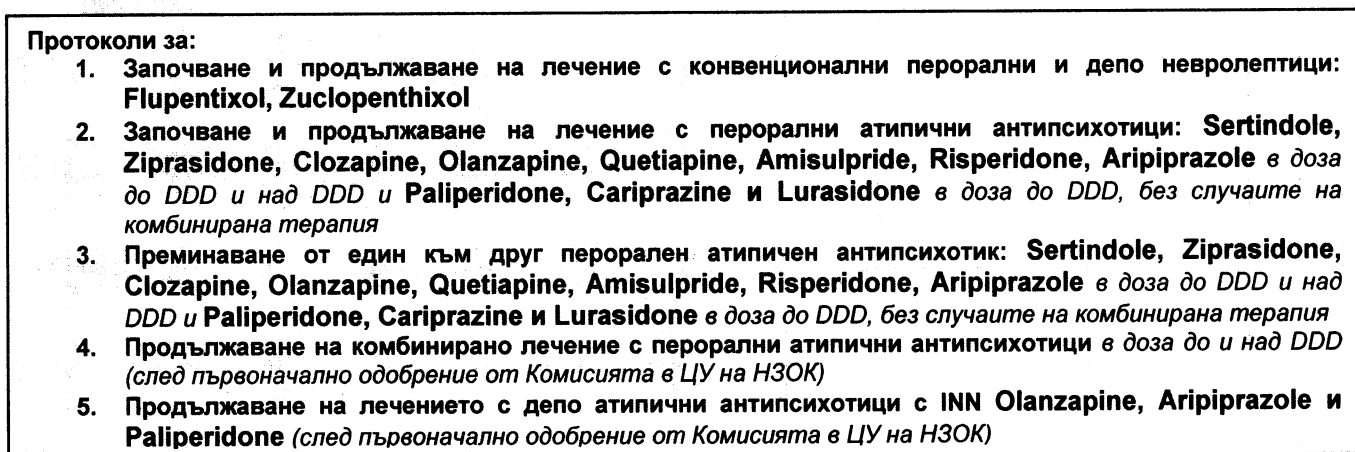 Протоколи за:
1. Започване и продължаване на лечение с конвенционални перорални и депо невролептици:
Flupentixol, Zuclopenthixol
2. Започване и продължаване на лечение с перорални атипични антипсихотици: Sertindole,
Ziprasidone, Clozapine, Olanzapine, Quetiapine, Amisulpride, Risperidone, Aripiprazole в доза
до DDD и над DDD и Paliperidone, Cariprazine и Lurasidone в доза до DDD, без случаите на
комбинирана терапия
3. Преминаване от един към друг перорален атипичен антипсихотик: Sertindole, Ziprasidone,
Clozapine, Olanzapine, Quetiapine, Amisulpride, Risperidone, Aripiprazole в доза до DDD и над
DDD и Paliperidone, Cariprazine и Lurasidone в доза до DDD, без случаите на комбинирана терапия
4. Продължаване на комбинирано лечение с перорални атипични антипсихотици в доза до и над DDD
(след първоначално одобрение от Комисията в ЦУ на НЗОК)
5. Продължаване на лечението с депо атипични антипсихотици с INN Olanzapine, Aripiprazole и
Paliperidone (след първоначално одобрение от Комисията в ЦУ на НЗОК)